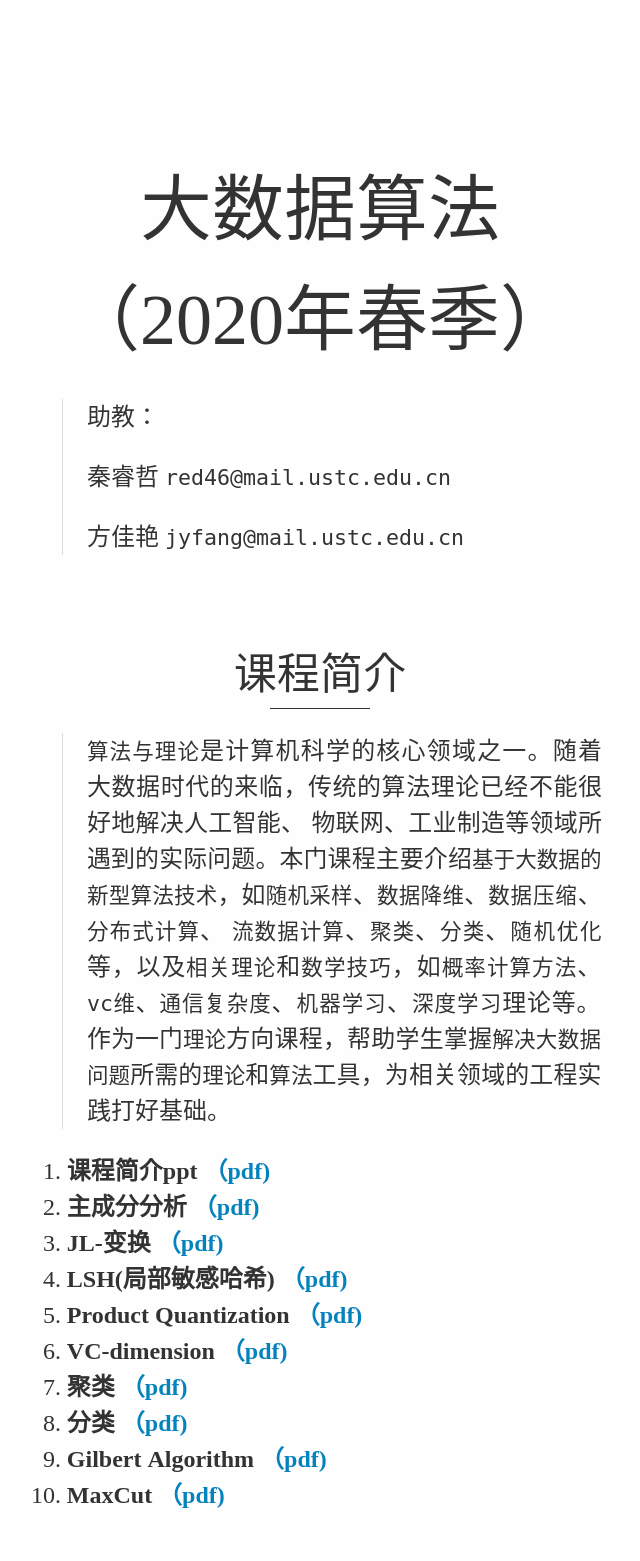 大数据算法
（2020年春季）
助教：
秦睿哲 red46@mail.ustc.edu.cn
方佳艳 jyfang@mail.ustc.edu.cn
课程简介
算法与理论是计算机科学的核心领域之一。随着
大数据时代的来临，传统的算法理论已经不能很
好地解决人工智能、 物联网、工业制造等领域所
遇到的实际问题。本门课程主要介绍基于大数据的
新型算法技术，如随机采样、数据降维、数据压缩、
分布式计算、 流数据计算、聚类、分类、随机优化
等，以及相关理论和数学技巧，如概率计算方法、
vc维、通信复杂度、机器学习、深度学习理论等。
作为一门理论方向课程，帮助学生掌握解决大数据
问题所需的理论和算法工具，为相关领域的工程实
践打好基础。
1. 课程简介ppt （pdf)
2. 主成分分析 （pdf)
3. JL-变换 （pdf)
4. LSH(局部敏感哈希) （pdf)
5. Product Quantization （pdf)
6. VC-dimension （pdf)
7. 聚类 （pdf)
8. 分类 （pdf)
9. Gilbert Algorithm （pdf)
10. MaxCut （pdf)